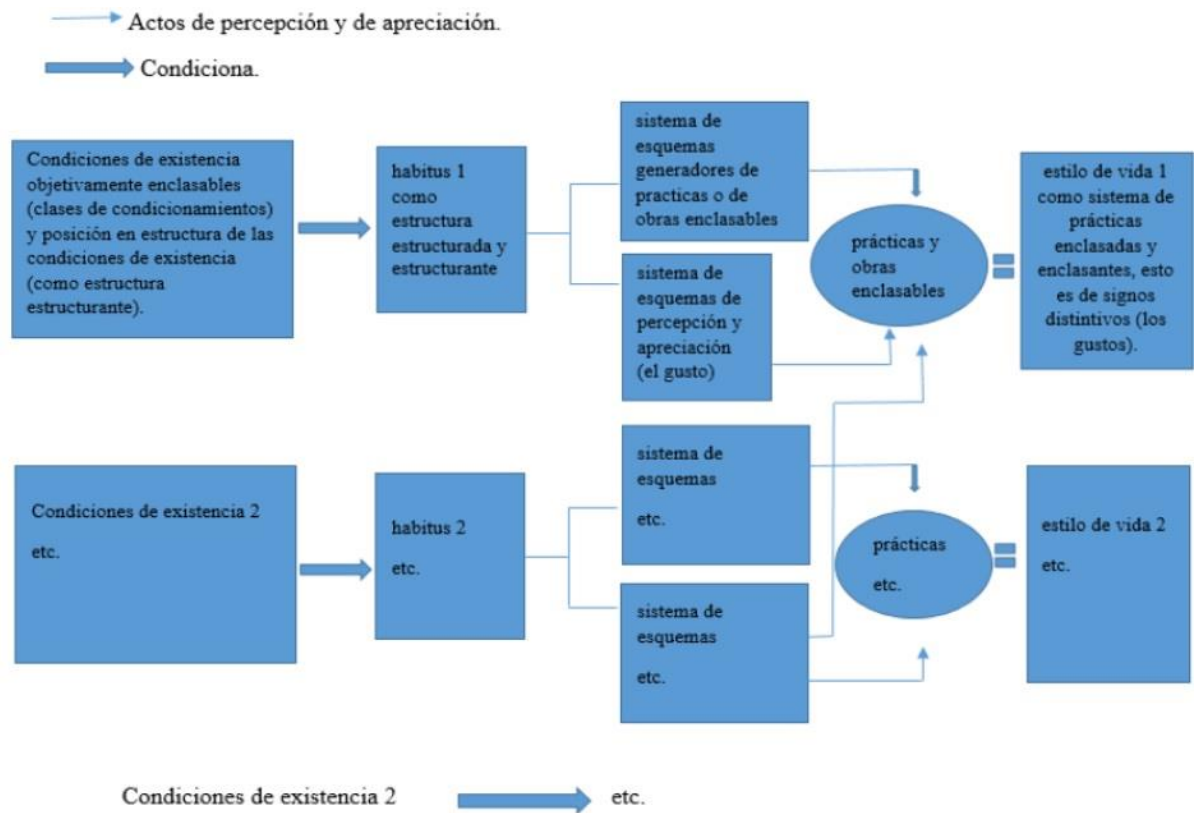 Actos de percepción y de apreciación.
Condiciona.
Condiciones de existencia
objetivamente enclasables
(clases de condicionamientos)
y posición en estructura de las
condiciones de existencia
(como estructura
estructurante).
habitus 1
como
estructura
estructurada y
estructurante
sistema de
esquemas
generadores de
practicas o de
obras enclasables
sistema de
esquemas de
percepción y
apreciación
(el gusto)
prácticas y
obras
enclasables
estilo de vida 1
como sistema de
prácticas
enclasadas y
enclasantes, esto
es de signos
distintivos (los
gustos).
Condiciones de existencia 2
etc.
habitus 2
etc.
sistema de
esquemas
etc.
sistema de
esquemas
etc.
prácticas
etc.
estilo de vida 2
etc.
Condiciones de existencia 2 etc.